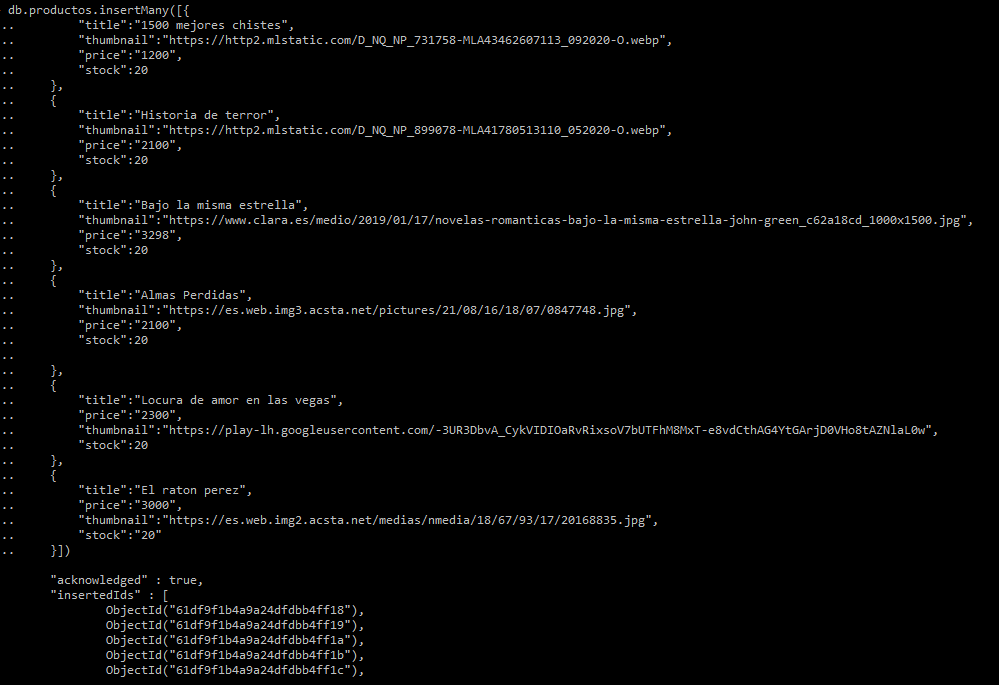 db.productos.insertMany([{
..         "title":"1500 mejores chistes",
..         "thumbnail":"https://http2.mlstatic.com/D_NQ_NP_731758-MLA43462607113_092020-O.webp",
..         "price":"1200",
..         "stock":20
..     },
..     {
..         "title":"Historia de terror",
..         "thumbnail":"https://http2.mlstatic.com/D_NQ_NP_899078-MLA41780513110_052020-O.webp",
..         "price":"2100",
..         "stock":20
..     },
..     {
..         "title":"Bajo la misma estrella",
..         "thumbnail":"https://www.clara.es/medio/2019/01/17/novelas-romanticas-bajo-la-misma-estrella-john-green_c62a18cd_1000x1500.jpg",
..         "price":"3298",
..         "stock":20
..     },
..     {
..         "title":"Almas Perdidas",
..         "thumbnail":"https://es.web.img3.acsta.net/pictures/21/08/16/18/07/0847748.jpg",
..         "price":"2100",
..         "stock":20
..
..     },
..     {
..         "title":"Locura de amor en las vegas",
..         "price":"2300",
..         "thumbnail":"https://play-lh.googleusercontent.com/-3UR3DbvA_CykVIDIOaRvRixsoV7bUTFhM8MxT-e8vdCthAG4YtGArjD0VHo8tAZNlaL0w",
..         "stock":20
..     },
..     {
..         "title":"El raton perez",
..         "price":"3000",
..         "thumbnail":"https://es.web.img2.acsta.net/medias/nmedia/18/67/93/17/20168835.jpg",
..         "stock":"20"
..     }])
"acknowledged" : true,
"insertedIds" : [
ObjectId("61df9f1b4a9a24dfdbb4ff18"),
ObjectId("61df9f1b4a9a24dfdbb4ff19"),
ObjectId("61df9f1b4a9a24dfdbb4ff1a"),
ObjectId("61df9f1b4a9a24dfdbb4ff1b"),
ObjectId("61df9f1b4a9a24dfdbb4ff1c"),